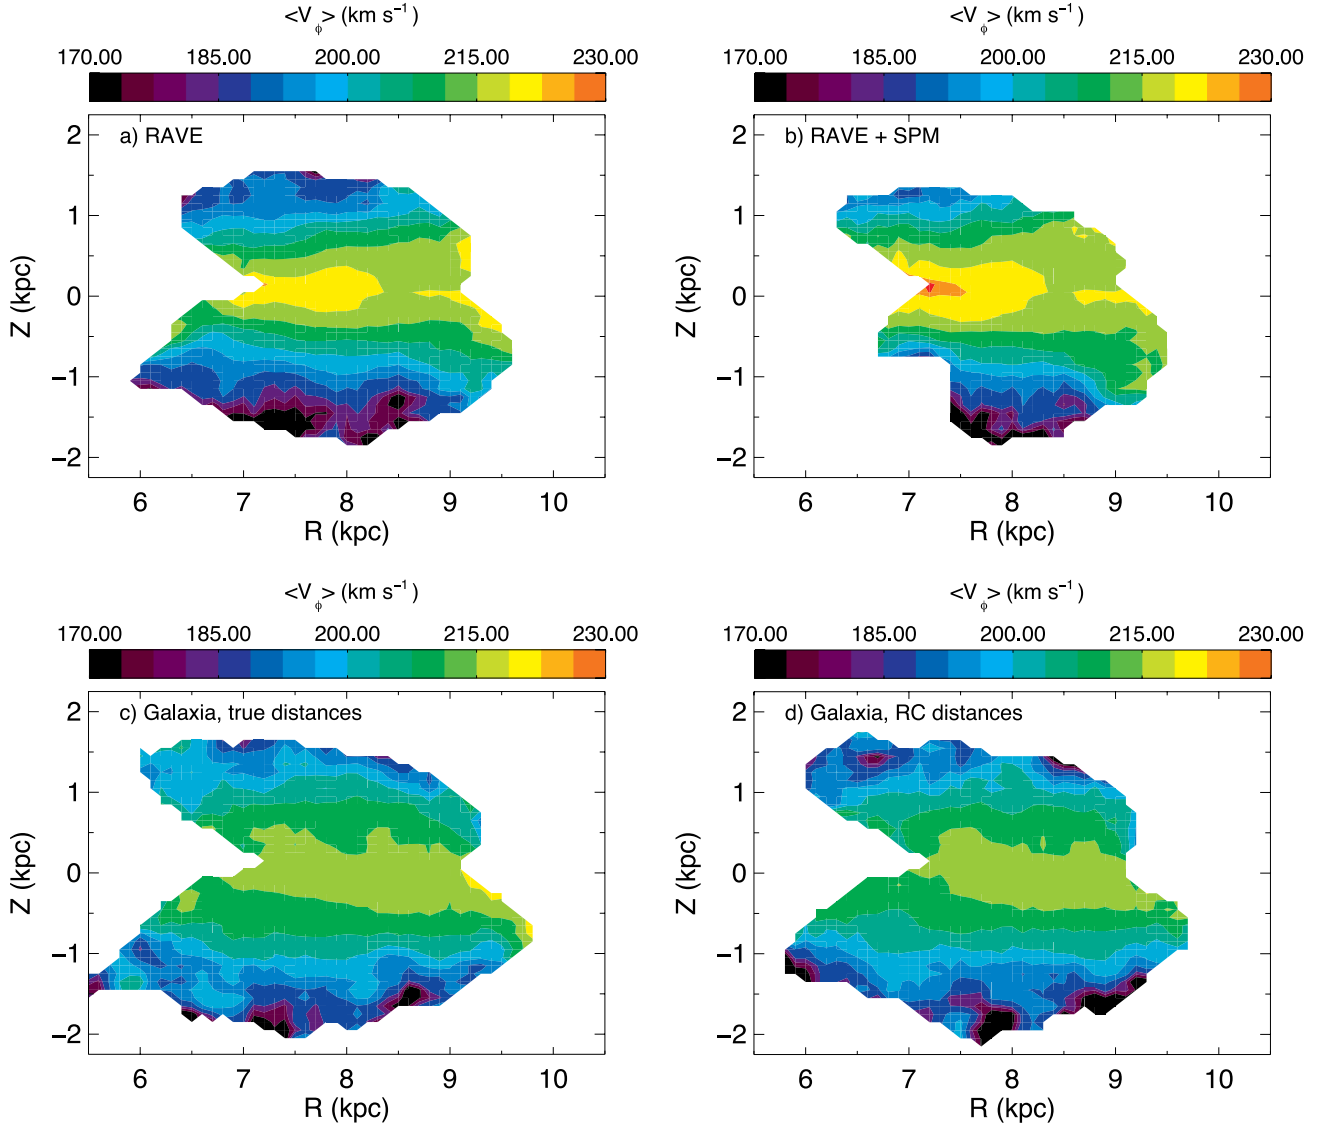 <V_φ> (km s⁻¹)
170.00 185.00 200.00 215.00 230.00
a) RAVE
2
1
0
−1
−2
Z (kpc)
6 7 8 9 10
R (kpc)
<V_φ> (km s⁻¹)
170.00 185.00 200.00 215.00 230.00
b) RAVE + SPM
2
1
0
−1
−2
Z (kpc)
6 7 8 9 10
R (kpc)
<V_φ> (km s⁻¹)
170.00 185.00 200.00 215.00 230.00
c) Galaxia, true distances
2
1
0
−1
−2
Z (kpc)
6 7 8 9 10
R (kpc)
<V_φ> (km s⁻¹)
170.00 185.00 200.00 215.00 230.00
d) Galaxia, RC distances
2
1
0
−1
−2
Z (kpc)
6 7 8 9 10
R (kpc)